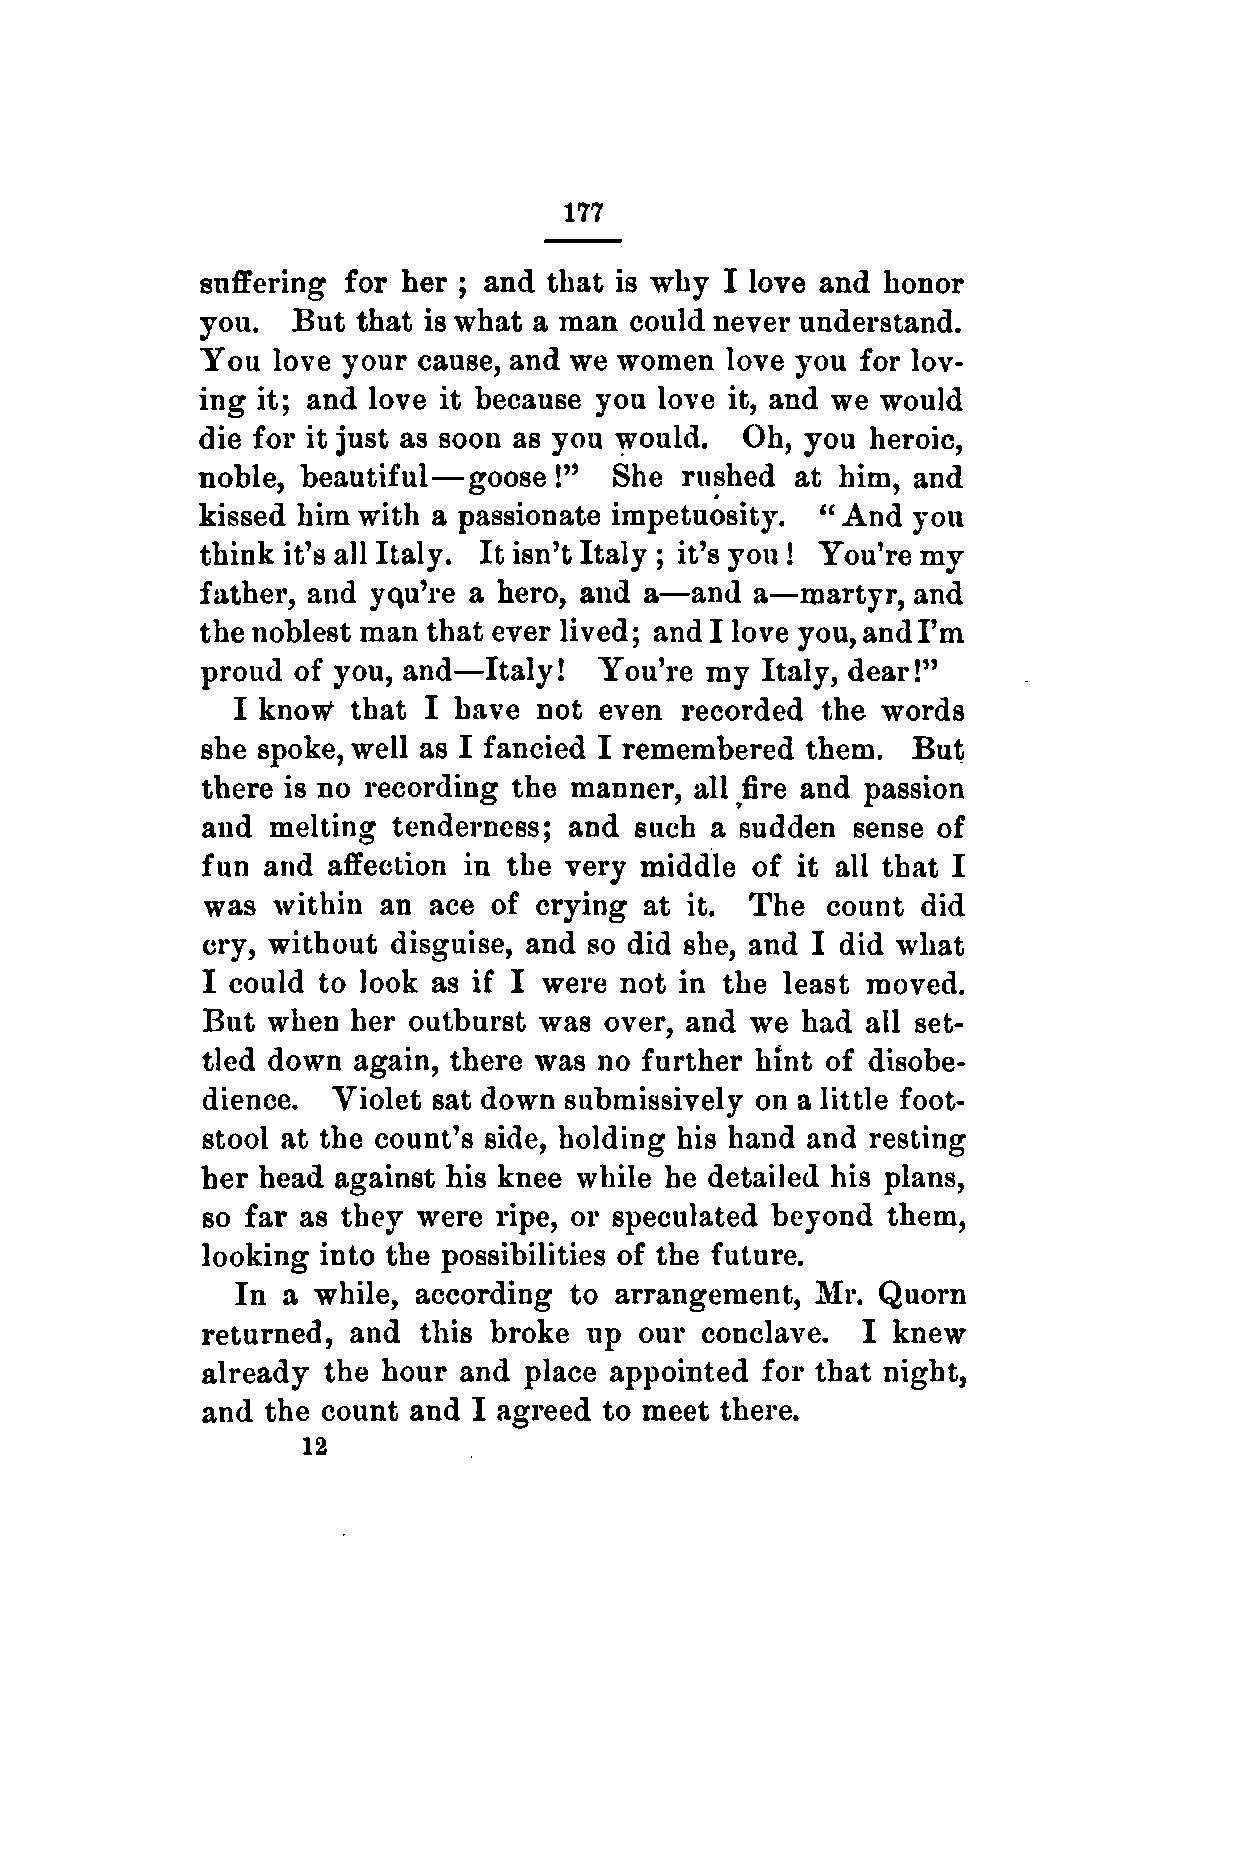 177
suffering for her ; and that is why I love and honor
you. But that is what a man could never understand.
You love your cause, and we women love you for lov-
ing it; and love it because you love it, and we would
die for it just as soon as you would. Oh, you heroic,
noble, beautiful—goose !” She rushed at him, and
kissed him with a passionate impetuosity. “ And you
think it’s all Italy. It isn’t Italy ; it’s you ! You’re my
father, and you’re a hero, and a—and a—martyr, and
the noblest man that ever lived; and I love you, and I’m
proud of you, and—Italy! You’re my Italy, dear!”
I know that I have not even recorded the words
she spoke, well as I fancied I remembered them. But
there is no recording the manner, all fire and passion
and melting tenderness; and such a sudden sense of
fun and affection in the very middle of it all that I
was within an ace of crying at it. The count did
cry, without disguise, and so did she, and I did what
I could to look as if I were not in the least moved.
But when her outburst was over, and we had all set-
tled down again, there was no further hint of disobe-
dience. Violet sat down submissively on a little foot-
stool at the count’s side, holding his hand and resting
her head against his knee while he detailed his plans,
so far as they were ripe, or speculated beyond them,
looking into the possibilities of the future.
In a while, according to arrangement, Mr. Quorn
returned, and this broke up our conclave. I knew
already the hour and place appointed for that night,
and the count and I agreed to meet there.
12